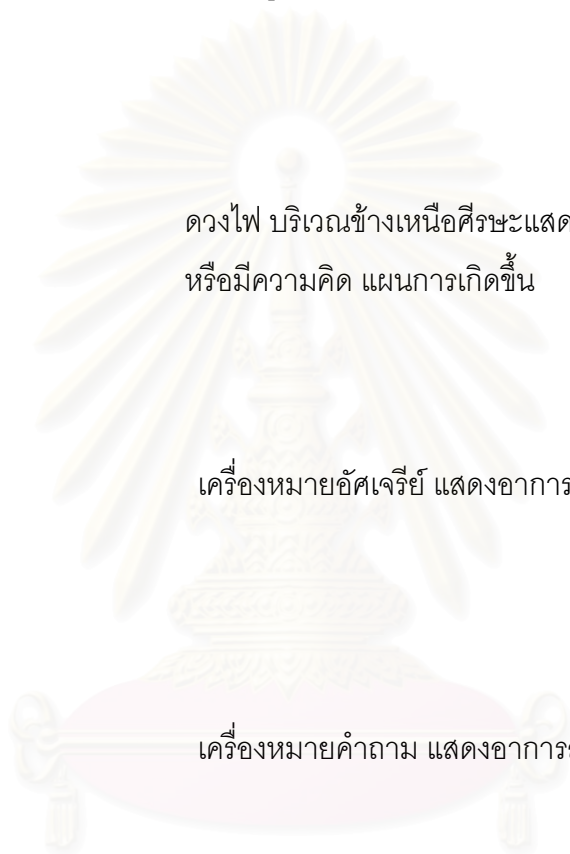 ดวงไฟ บริเวณข้างเหนือศีรษะแสด
หรือมีความคิด แผนการเกิดขึ้น
เครื่องหมายอัศเจรีย์ แสดงอาการ
เครื่องหมายคำถาม แสดงอาการ